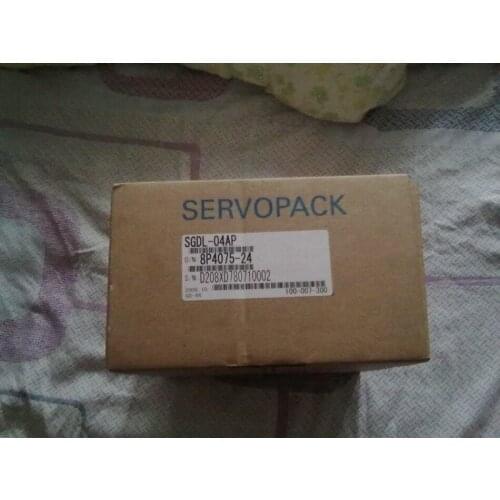 SERVOPACK
SGDL-04AP
O/N 8P4075-24
S/N D208XD780710002
100-007-300